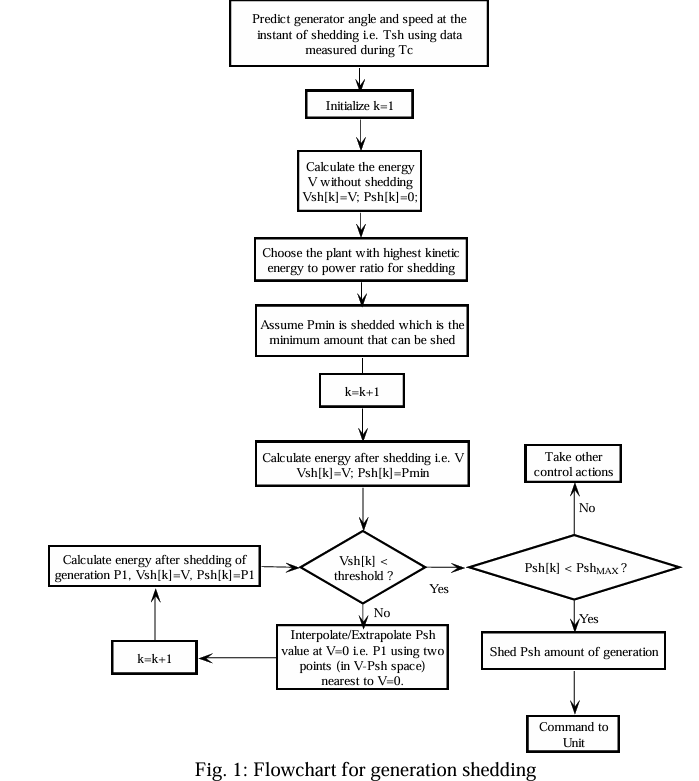 Predict generator angle and speed at the
instant of shedding i.e. Tsh using data
measured during Tc
Initialize k=1
Calculate the energy
V without shedding
Vsh[k]=V; Psh[k]=0;
Choose the plant with highest kinetic
energy to power ratio for shedding
Assume Pmin is shedded which is the
minimum amount that can be shed
k=k+1
Calculate energy after shedding i.e. V
Vsh[k]=V; Psh[k]=Pmin
Take other
control actions
No
Calculate energy after shedding of
generation P1, Vsh[k]=V, Psh[k]=P1
Vsh[k] <
threshold ?
Yes
Psh[k] < PshMAX ?
No
Yes
Interpolate/Extrapolate Psh
value at V=0 i.e. P1 using two
points (in V-Psh space)
nearest to V=0.
k=k+1
Shed Psh amount of generation
Command to
Unit
Fig. 1: Flowchart for generation shedding